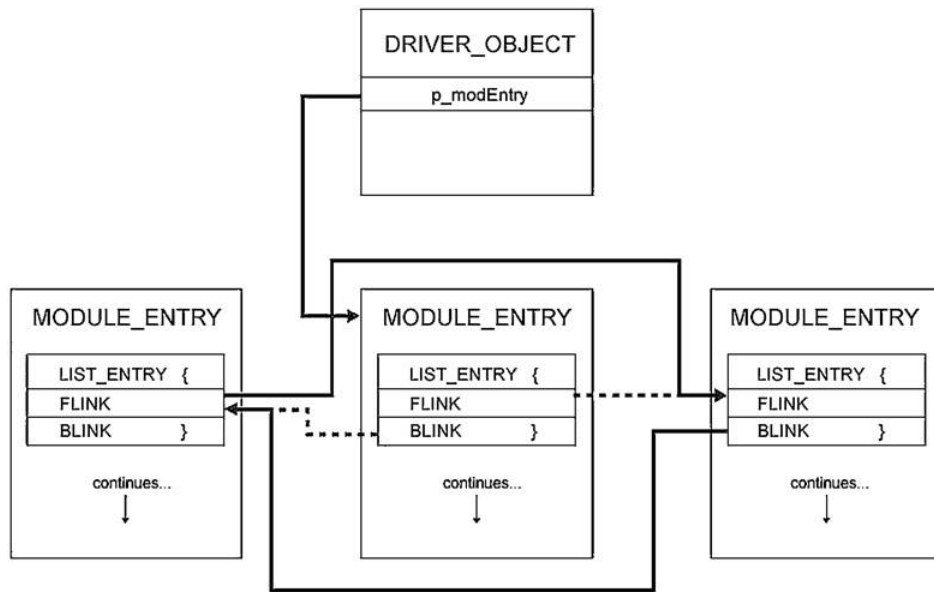 DRIVER_OBJECT
p_modEntry
MODULE_ENTRY
LIST_ENTRY {
FLINK
BLINK }
continues...
MODULE_ENTRY
LIST_ENTRY {
FLINK
BLINK }
continues...
MODULE_ENTRY
LIST_ENTRY {
FLINK
BLINK }
continues...